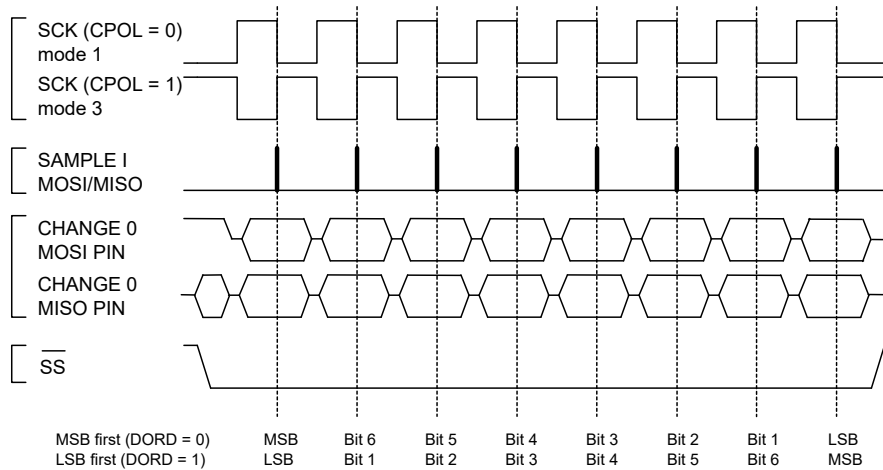 SCK (CPOL = 0)
mode 1
SCK (CPOL = 1)
mode 3
SAMPLE I
MOSI/MISO
CHANGE 0
MOSI PIN
CHANGE 0
MISO PIN
SS
MSB first (DORD = 0) MSB Bit 6 Bit 5 Bit 4 Bit 3 Bit 2 Bit 1 LSB
LSB first (DORD = 1) LSB Bit 1 Bit 2 Bit 3 Bit 4 Bit 5 Bit 6 MSB